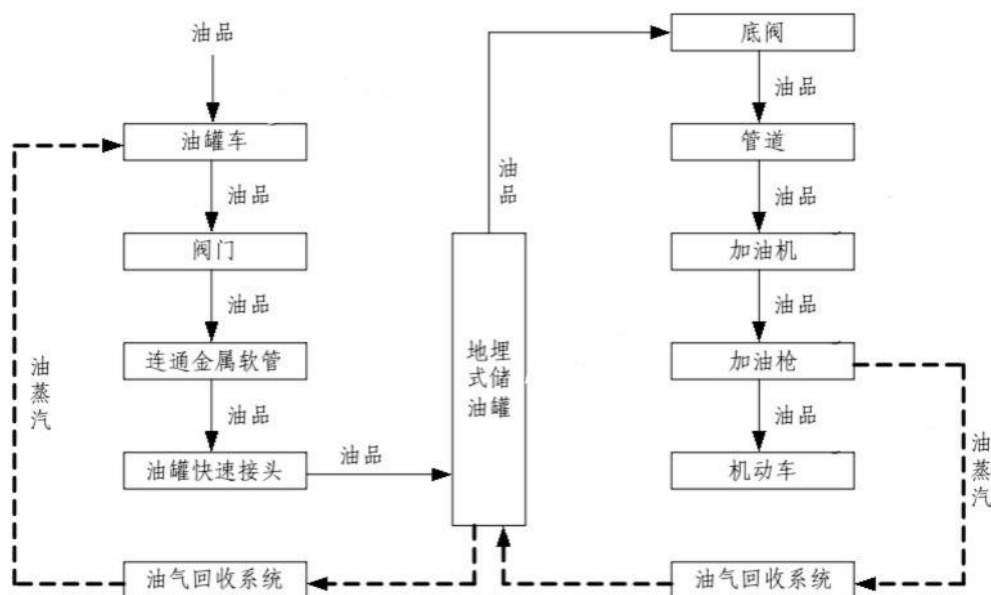 油品
油罐车
油品
阀门
油品
连通金属软管
油品
油罐快速接头
油品
油蒸汽
油气回收系统
地埋
式储
油罐
油品
底阀
油品
管道
油品
加油机
油品
加油枪
油品
机动车
油蒸汽
油气回收系统